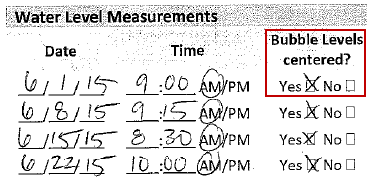 Water Level Measurements
Date Time Bubble Levels centered?
6/1/15 9:00 AM/PM Yes ☒ No ☐
6/8/15 9:15 AM/PM Yes ☒ No ☐
6/15/15 8:30 AM/PM Yes ☒ No ☐
6/22/15 10:00 AM/PM Yes ☒ No ☐